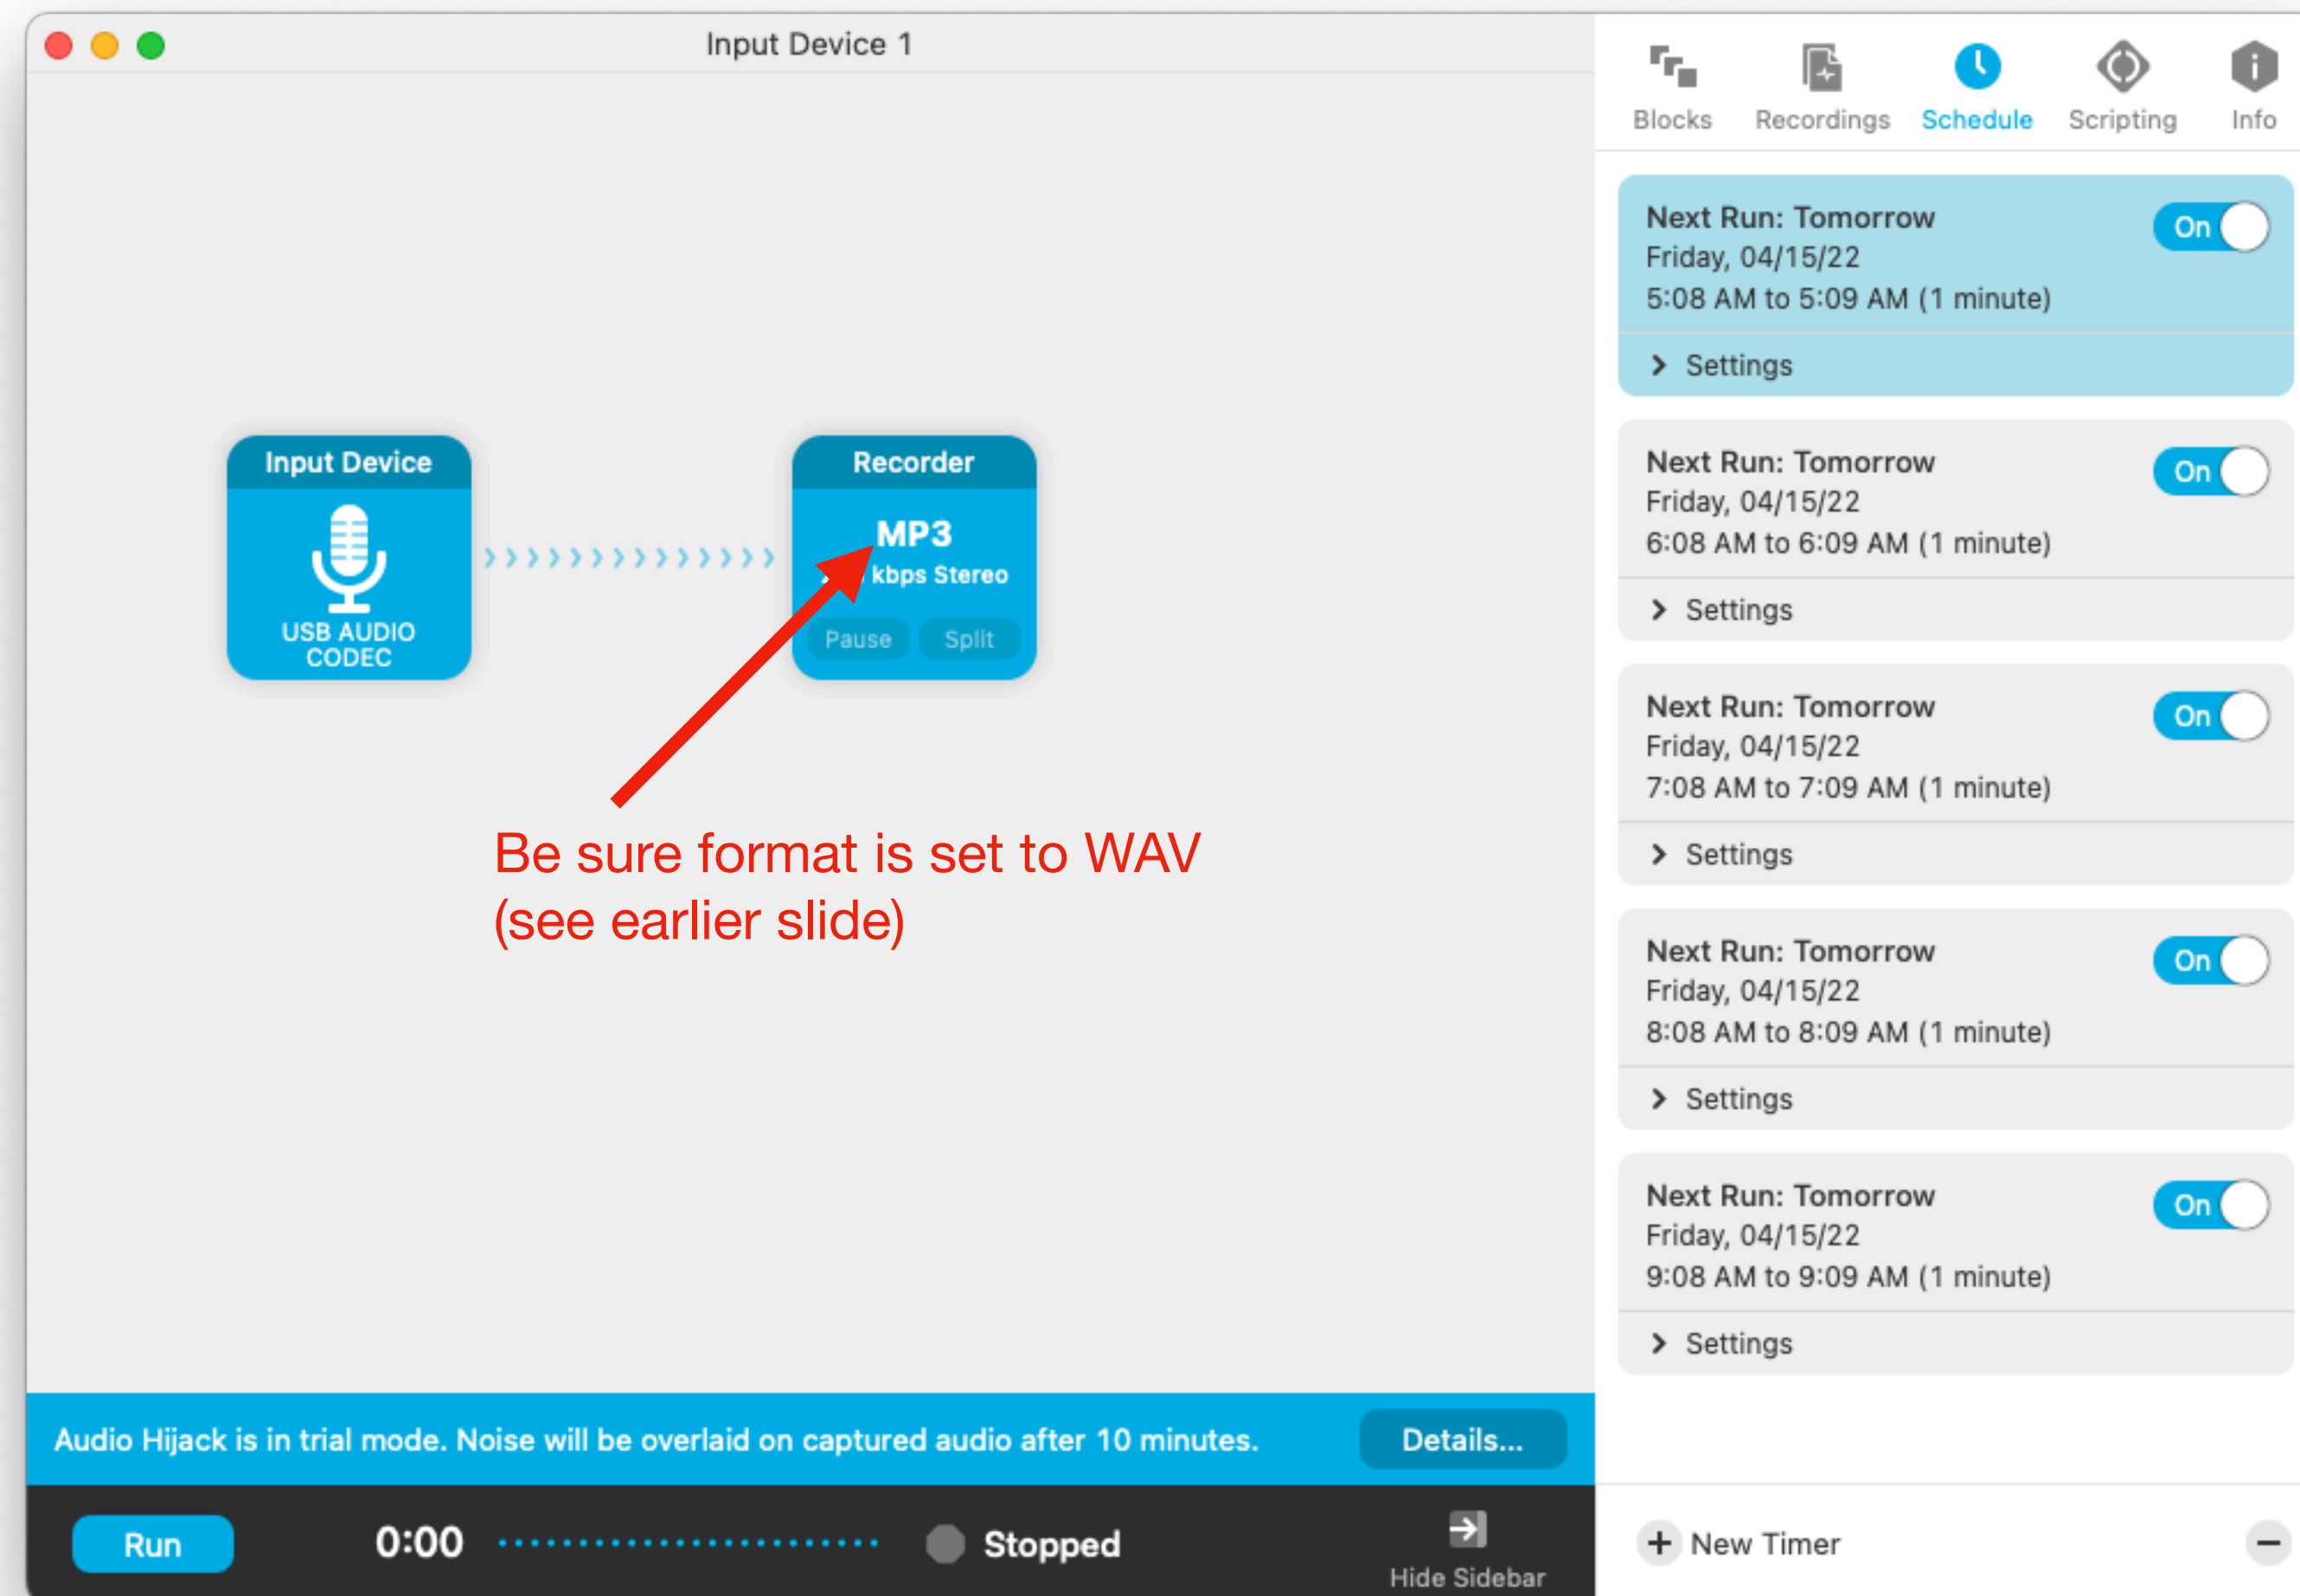 Input Device 1
Input Device
USB AUDIO
CODEC
Recorder
MP3
kbps Stereo
Pause Split
Be sure format is set to WAV
(see earlier slide)
Audio Hijack is in trial mode. Noise will be overlaid on captured audio after 10 minutes.
Details...
Run 0:00 Stopped
Hide Sidebar
Blocks Recordings Schedule Scripting Info
Next Run: Tomorrow
On
Friday, 04/15/22
5:08 AM to 5:09 AM (1 minute)
Settings
Next Run: Tomorrow
On
Friday, 04/15/22
6:08 AM to 6:09 AM (1 minute)
Settings
Next Run: Tomorrow
On
Friday, 04/15/22
7:08 AM to 7:09 AM (1 minute)
Settings
Next Run: Tomorrow
On
Friday, 04/15/22
8:08 AM to 8:09 AM (1 minute)
Settings
Next Run: Tomorrow
On
Friday, 04/15/22
9:08 AM to 9:09 AM (1 minute)
Settings
+ New Timer